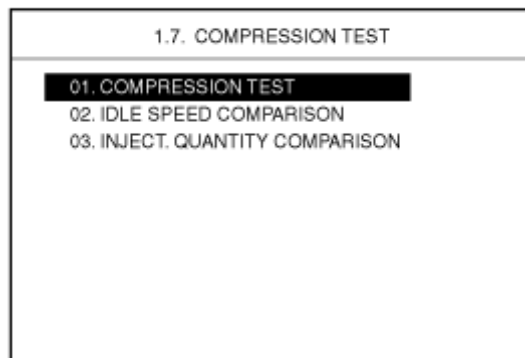 1.7. COMPRESSION TEST
01. COMPRESSION TEST
02. IDLE SPEED COMPARISON
03. INJECT. QUANTITY COMPARISON